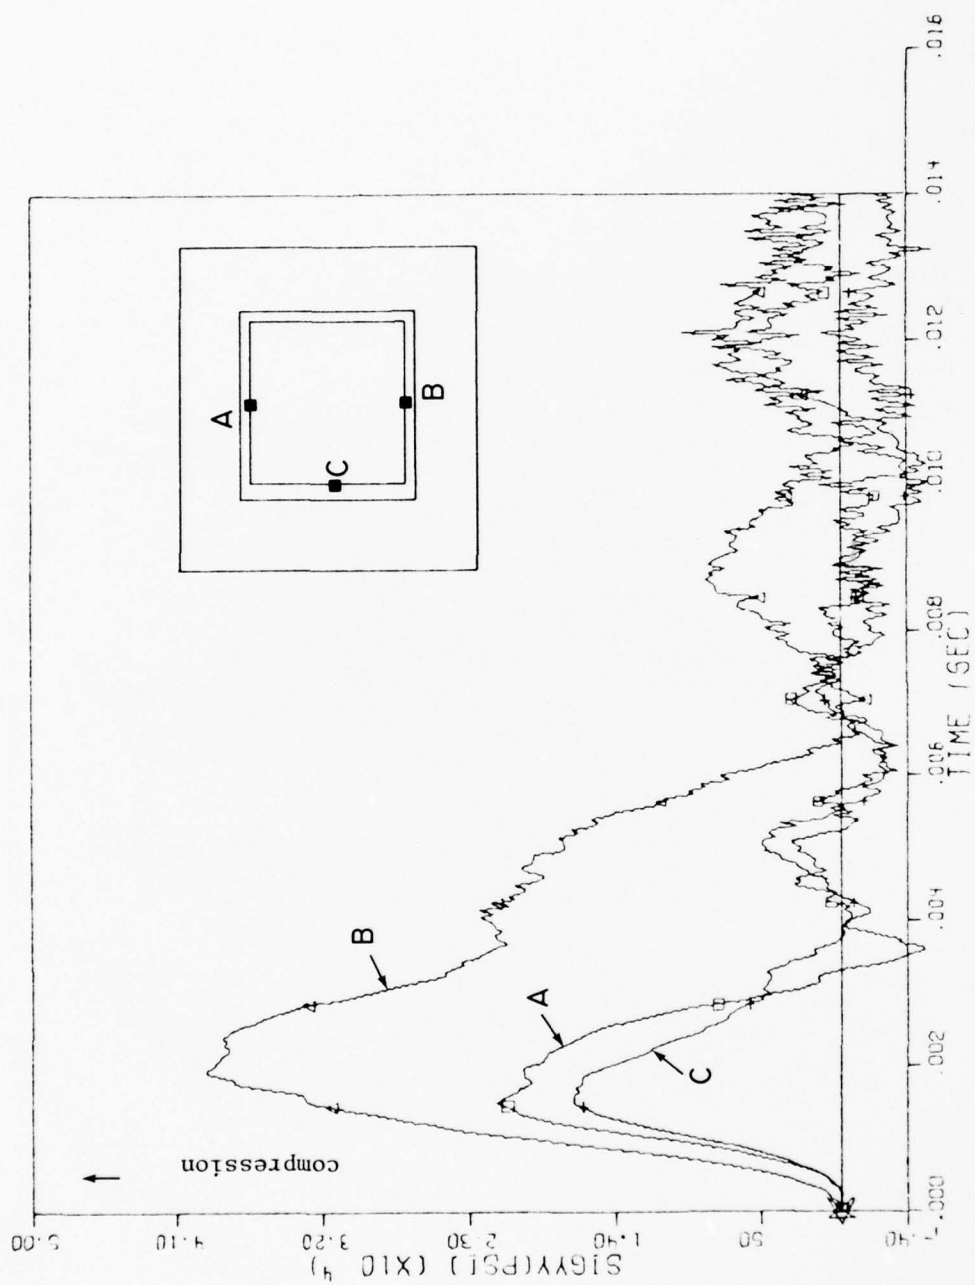 5.00
4.10
3.20
2.30
1.40
.50
-.40
SIGYY(PSI) (X10 4)
compression
B
A
C
A
B
C
.000
.002
.004
.006
.008
.010
.012
.014
.016
TIME (SEC)